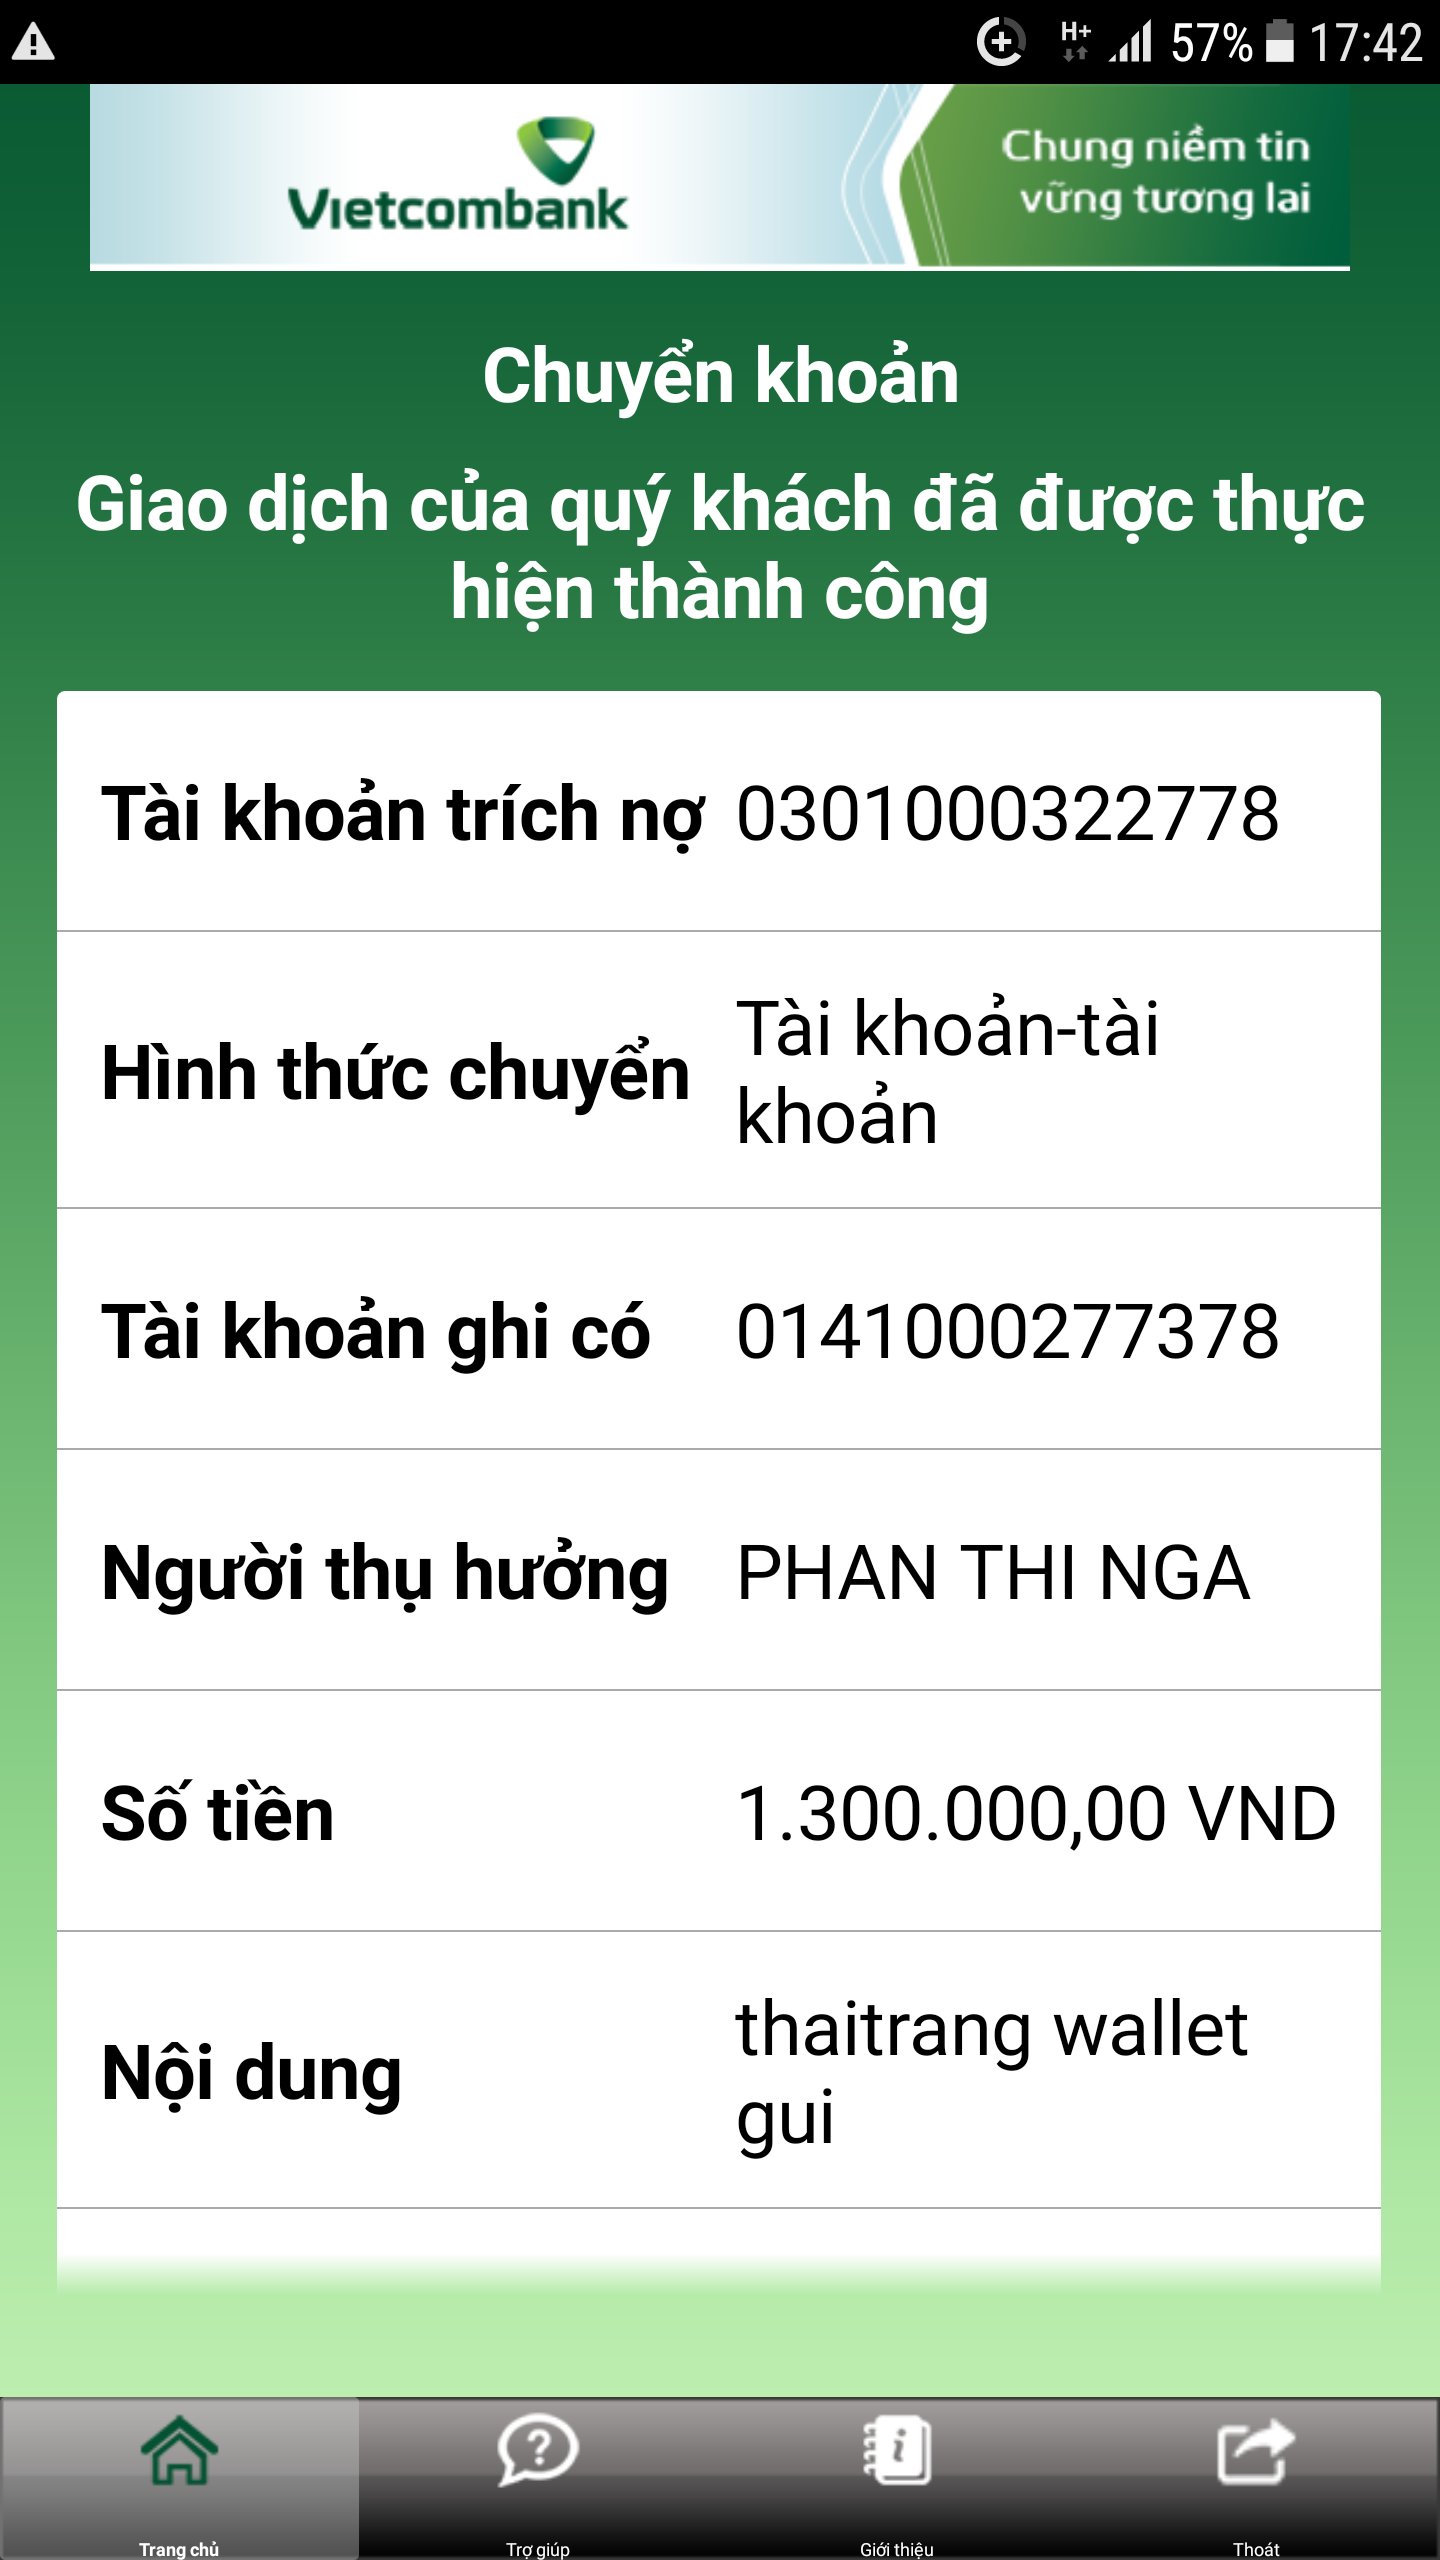 H+ 57% 17:42
Vietcombank
Chung niềm tin
vững tương lai
Chuyển khoản
Giao dịch của quý khách đã được thực
hiện thành công
Tài khoản trích nợ 0301000322778
Hình thức chuyển Tài khoản-tài
khoản
Tài khoản ghi có 0141000277378
Người thụ hưởng PHAN THI NGA
Số tiền 1.300.000,00 VND
Nội dung thaitrang wallet
gui
Trang chủ Trợ giúp Giới thiệu Thoát